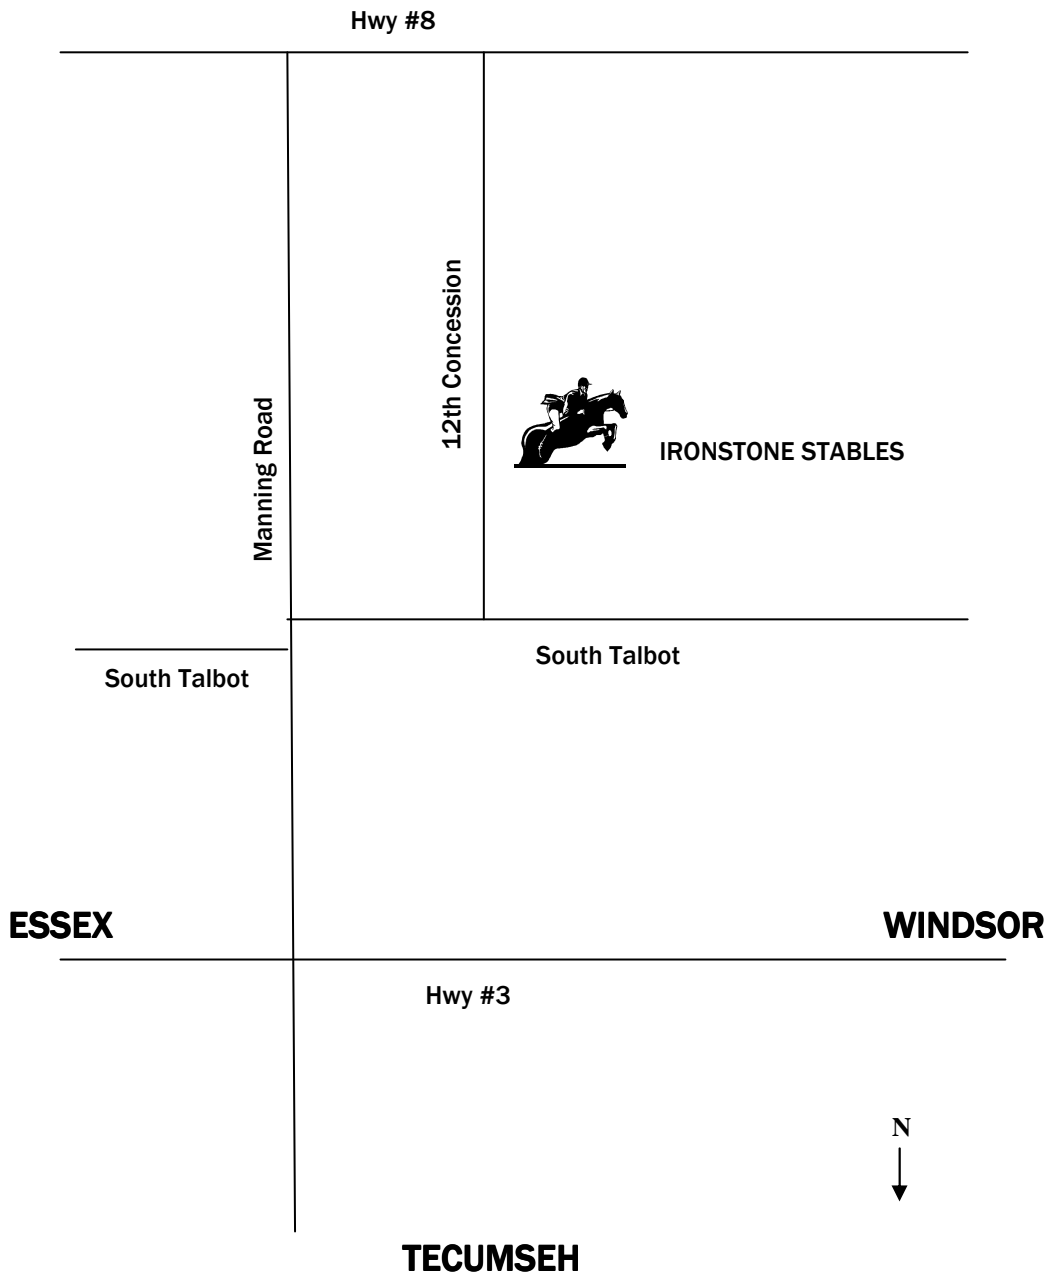 Hwy #8
12th Concession
Manning Road
IRONSTONE STABLES
South Talbot
South Talbot
ESSEX
WINDSOR
Hwy #3
N
TECUMSEH